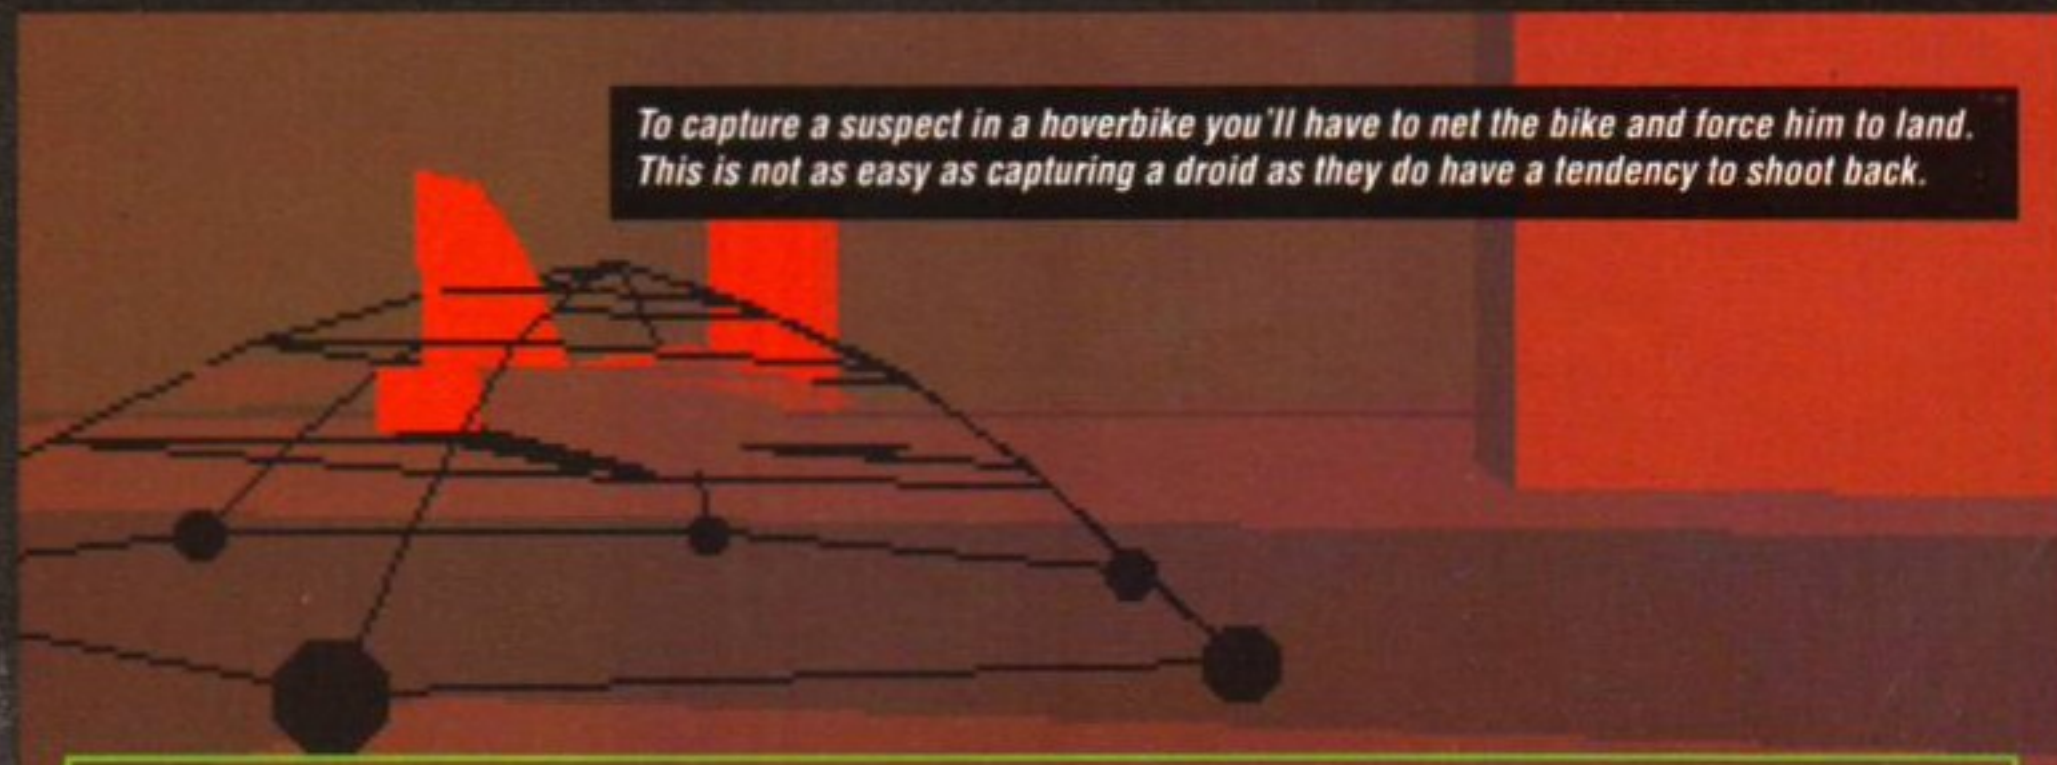 To capture a suspect in a hoverbike you'll have to net the bike and force him to land.
This is not as easy as capturing a droid as they do have a tendency to shoot back.